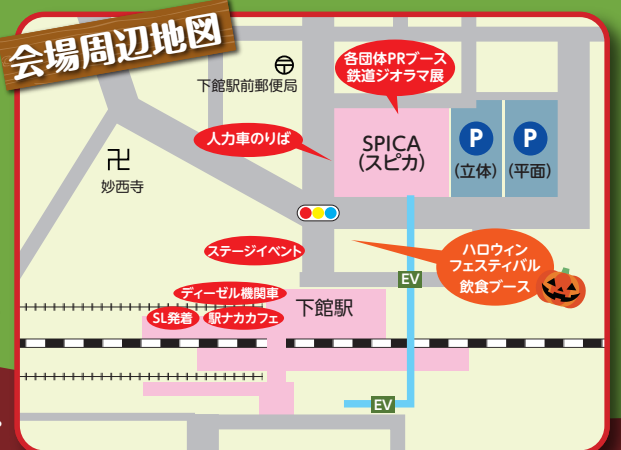 会場周辺地図
下館駅前郵便局
各団体PRブース
鉄道ジオラマ展
人力車のりば
SPICA
(スピカ)
P
(立体)
P
(平面)
妙西寺
ステージイベント
ハロウィン
フェスティバル
飲食ブース
EV
ディーゼル機関車
下館駅
SL発着
駅ナカカフェ
EV